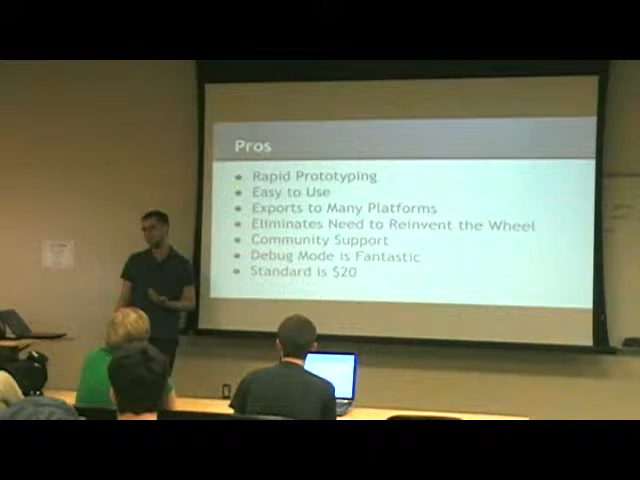 Pros
Rapid Prototyping
Easy to Use
Exports to Many Platforms
Eliminates Need to Reinvent the Wheel
Community Support
Debug Mode is Fantastic
Standard is $20